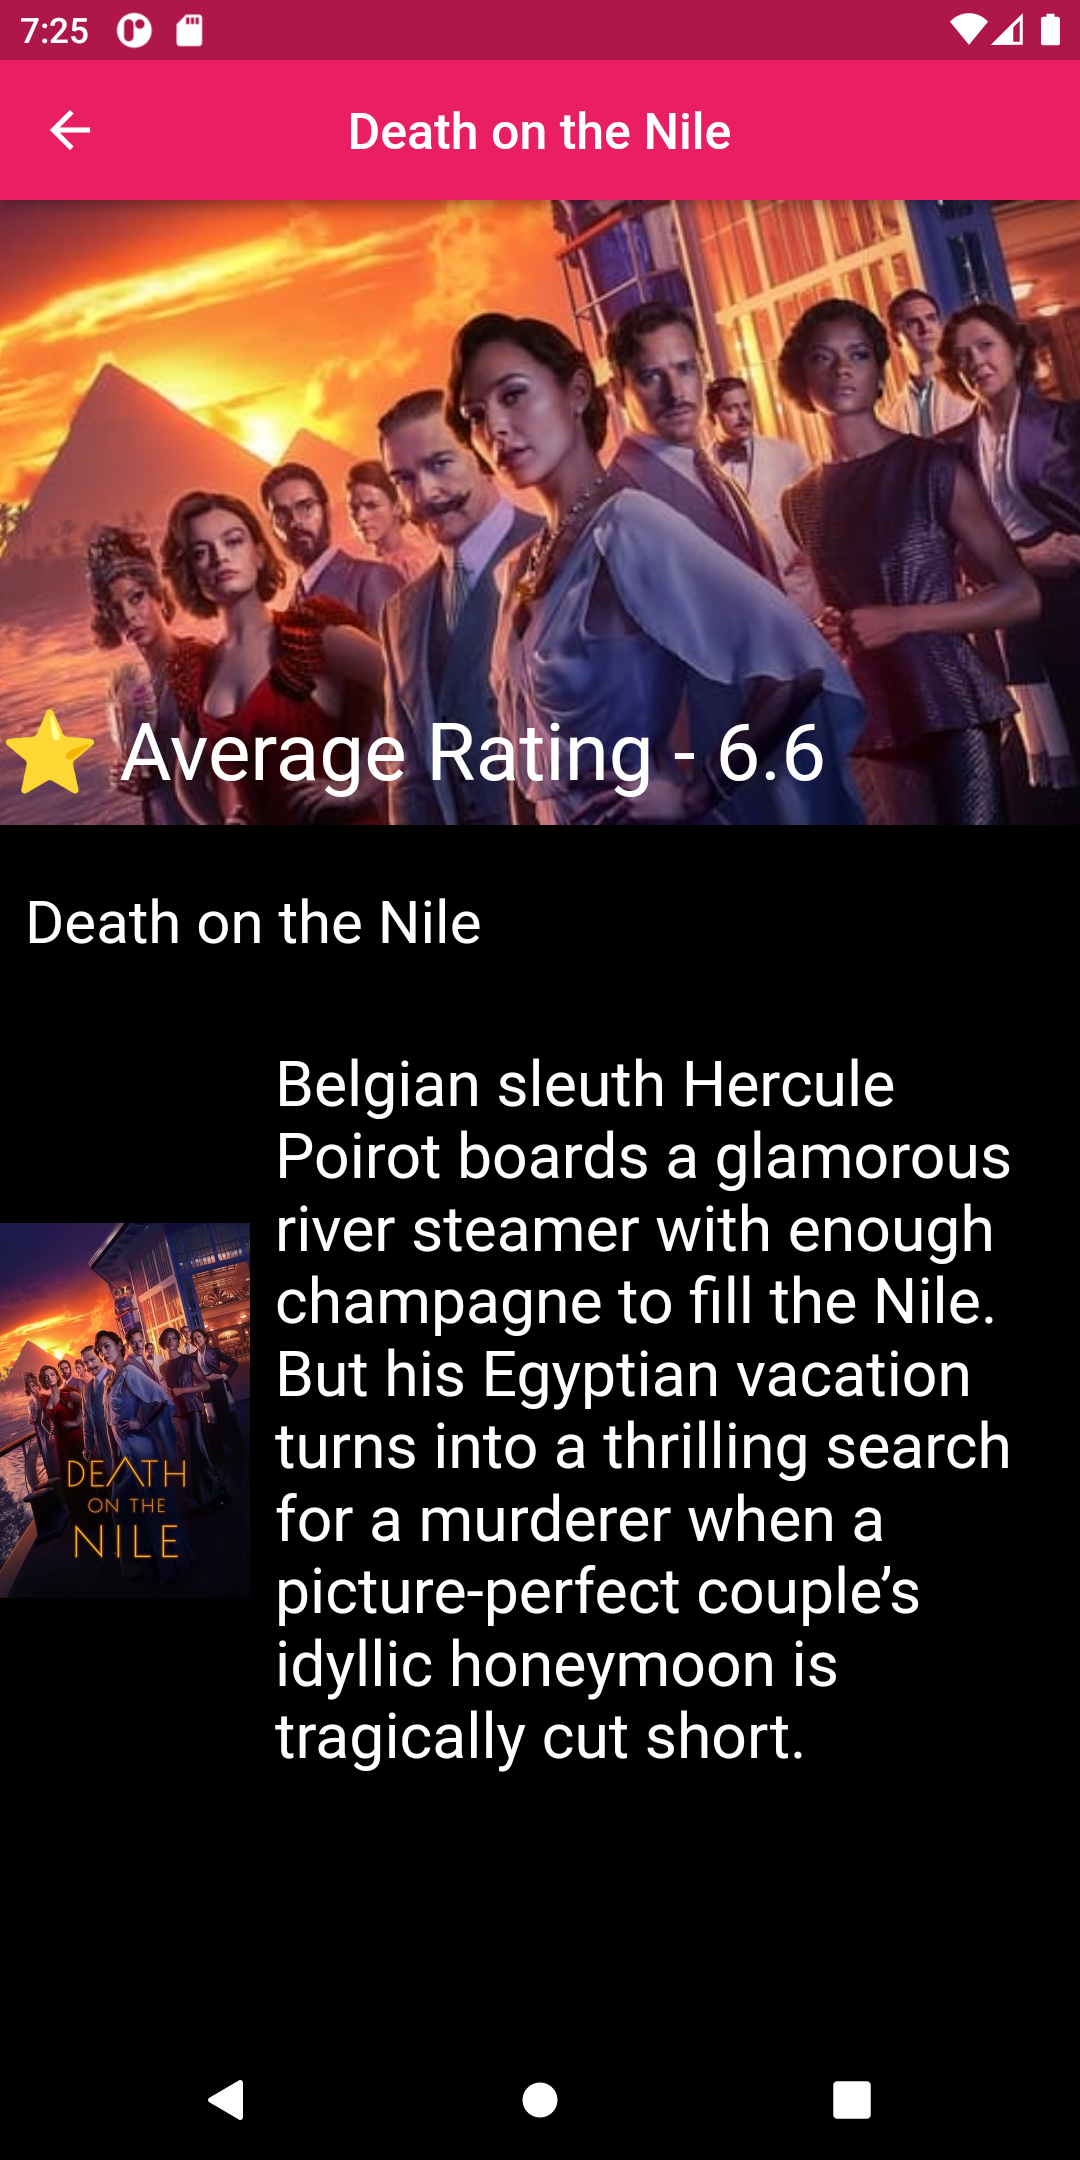 7:25
Death on the Nile
Average Rating - 6.6
Death on the Nile
Belgian sleuth Hercule
Poirot boards a glamorous
river steamer with enough
champagne to fill the Nile.
But his Egyptian vacation
turns into a thrilling search
for a murderer when a
picture-perfect couple’s
idyllic honeymoon is
tragically cut short.
DEATH
ON THE
NILE